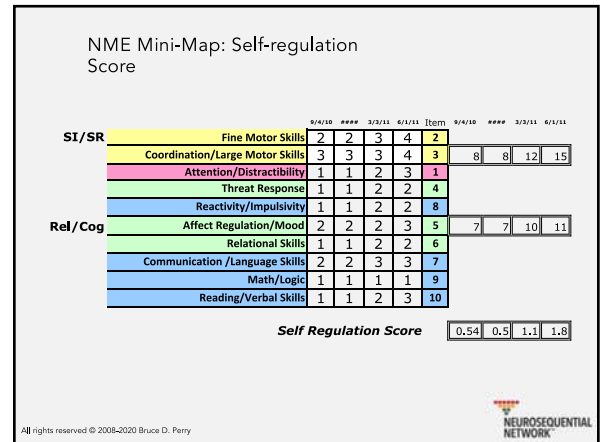 NME Mini-Map: Self-regulation
Score
9/4/10 #### 3/3/11 6/1/11 Item 9/4/10 #### 3/3/11 6/1/11
SI/SR Fine Motor Skills 2 2 3 4 2
Coordination/Large Motor Skills 3 3 3 4 3 8 8 12 15
Attention/Distractibility 1 1 2 3 1
Threat Response 1 1 2 2 4
Reactivity/Impulsivity 1 1 2 2 8
Rel/Cog Affect Regulation/Mood 2 2 2 3 5 7 7 10 11
Relational Skills 1 1 2 2 6
Communication /Language Skills 2 2 3 3 7
Math/Logic 1 1 1 1 9
Reading/Verbal Skills 1 1 2 3 10
Self Regulation Score 0.54 0.5 1.1 1.8
All rights reserved © 2008-2020 Bruce D. Perry
NEUROSEQUENTIAL
NETWORK™